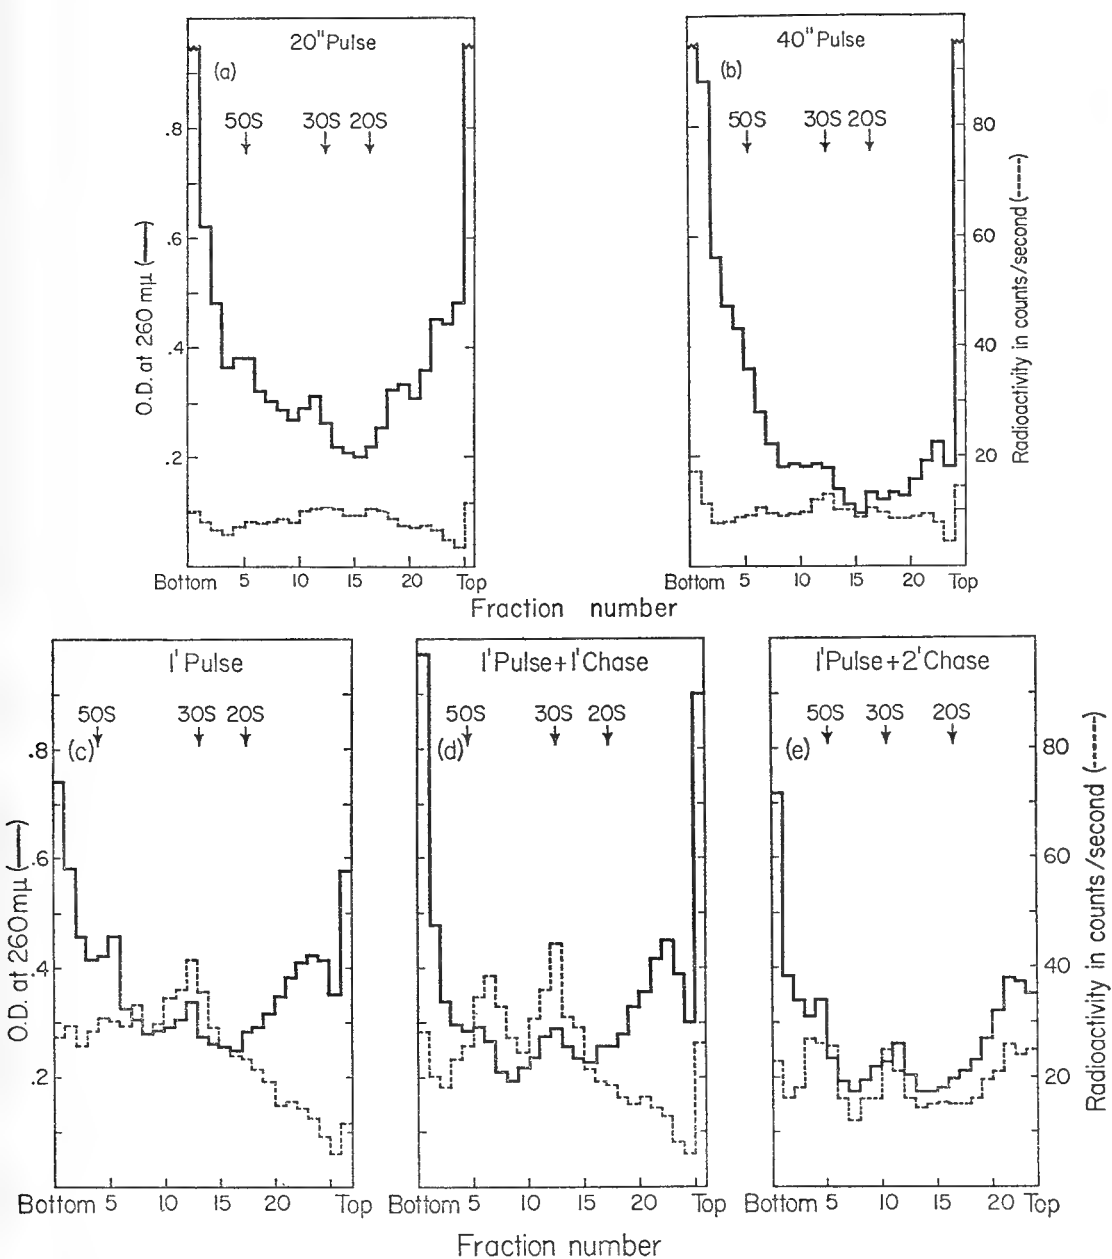 20" Pulse
40" Pulse
(a)
(b)
50S 30S 20S
50S 30S 20S
.8
.6
.4
.2
80
60
40
20
O.D. at 260 mμ (——)
Radioactivity in counts/second (-----)
Bottom 5 10 15 20 Top
Bottom 5 10 15 20 Top
Fraction number
1' Pulse
1' Pulse + 1' Chase
1' Pulse + 2' Chase
50S 30S 20S
50S 30S 20S
50S 30S 20S
(c)
(d)
(e)
.8
.6
.4
.2
80
60
40
20
O.D. at 260 mμ (——)
Radioactivity in counts/second (-----)
Bottom 5 10 15 20 Top
Bottom 5 10 15 20 Top
Bottom 5 10 15 20 Top
Fraction number